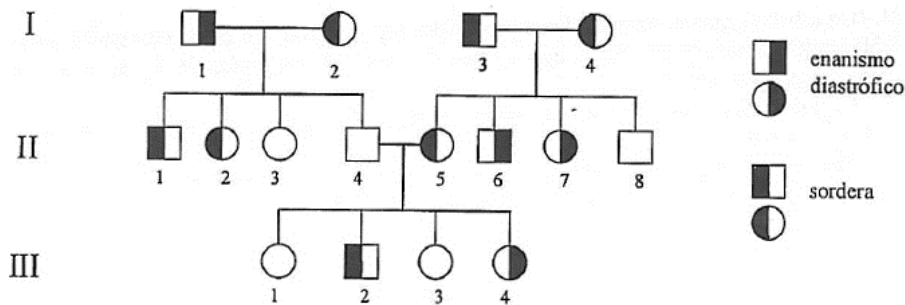 I
1 2 3 4
enanismo
diastrófico
II
1 2 3 4 5 6 7 8
sordera
III
1 2 3 4